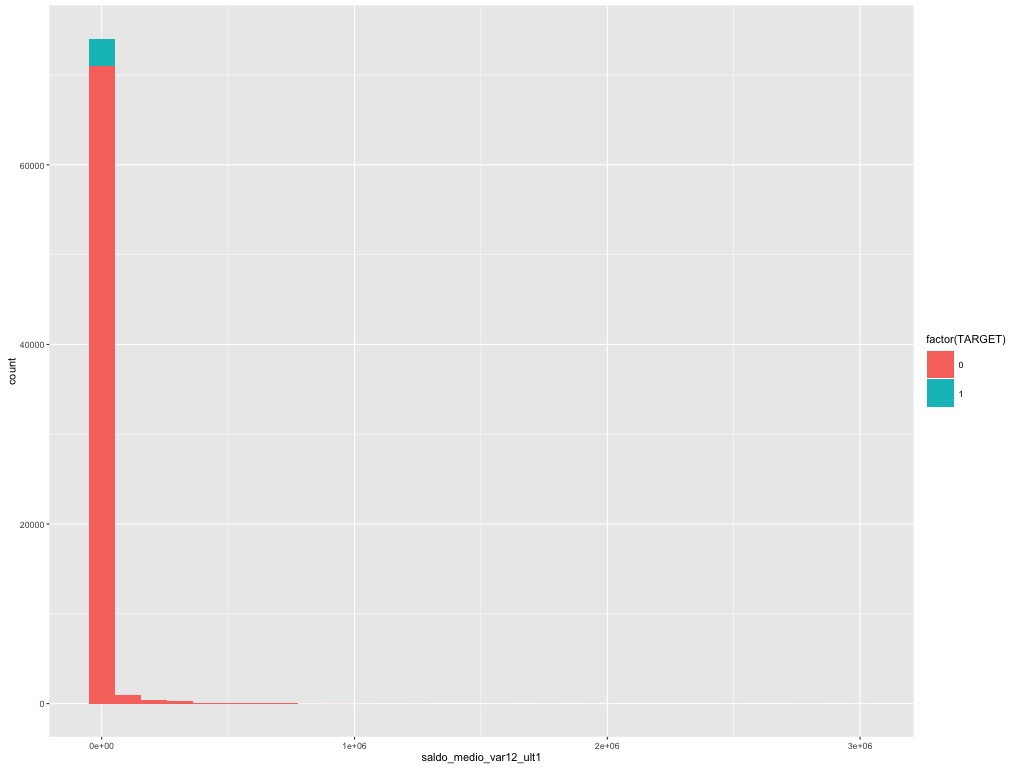 60000
40000
20000
0
count
0e+00
1e+06
2e+06
3e+06
saldo_medio_var12_ult1
factor(TARGET)
0
1